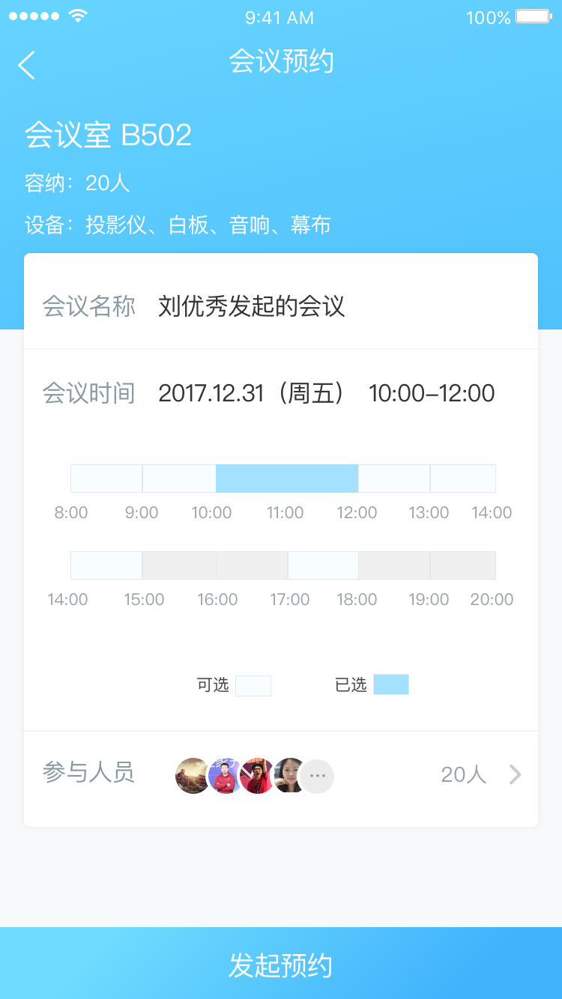 9:41 AM 100%
会议预约
会议室 B502
容纳：20人
设备：投影仪、白板、音响、幕布
会议名称 刘优秀发起的会议
会议时间 2017.12.31（周五） 10:00–12:00
8:00 9:00 10:00 11:00 12:00 13:00 14:00
14:00 15:00 16:00 17:00 18:00 19:00 20:00
可选 已选
参与人员 20人
发起预约